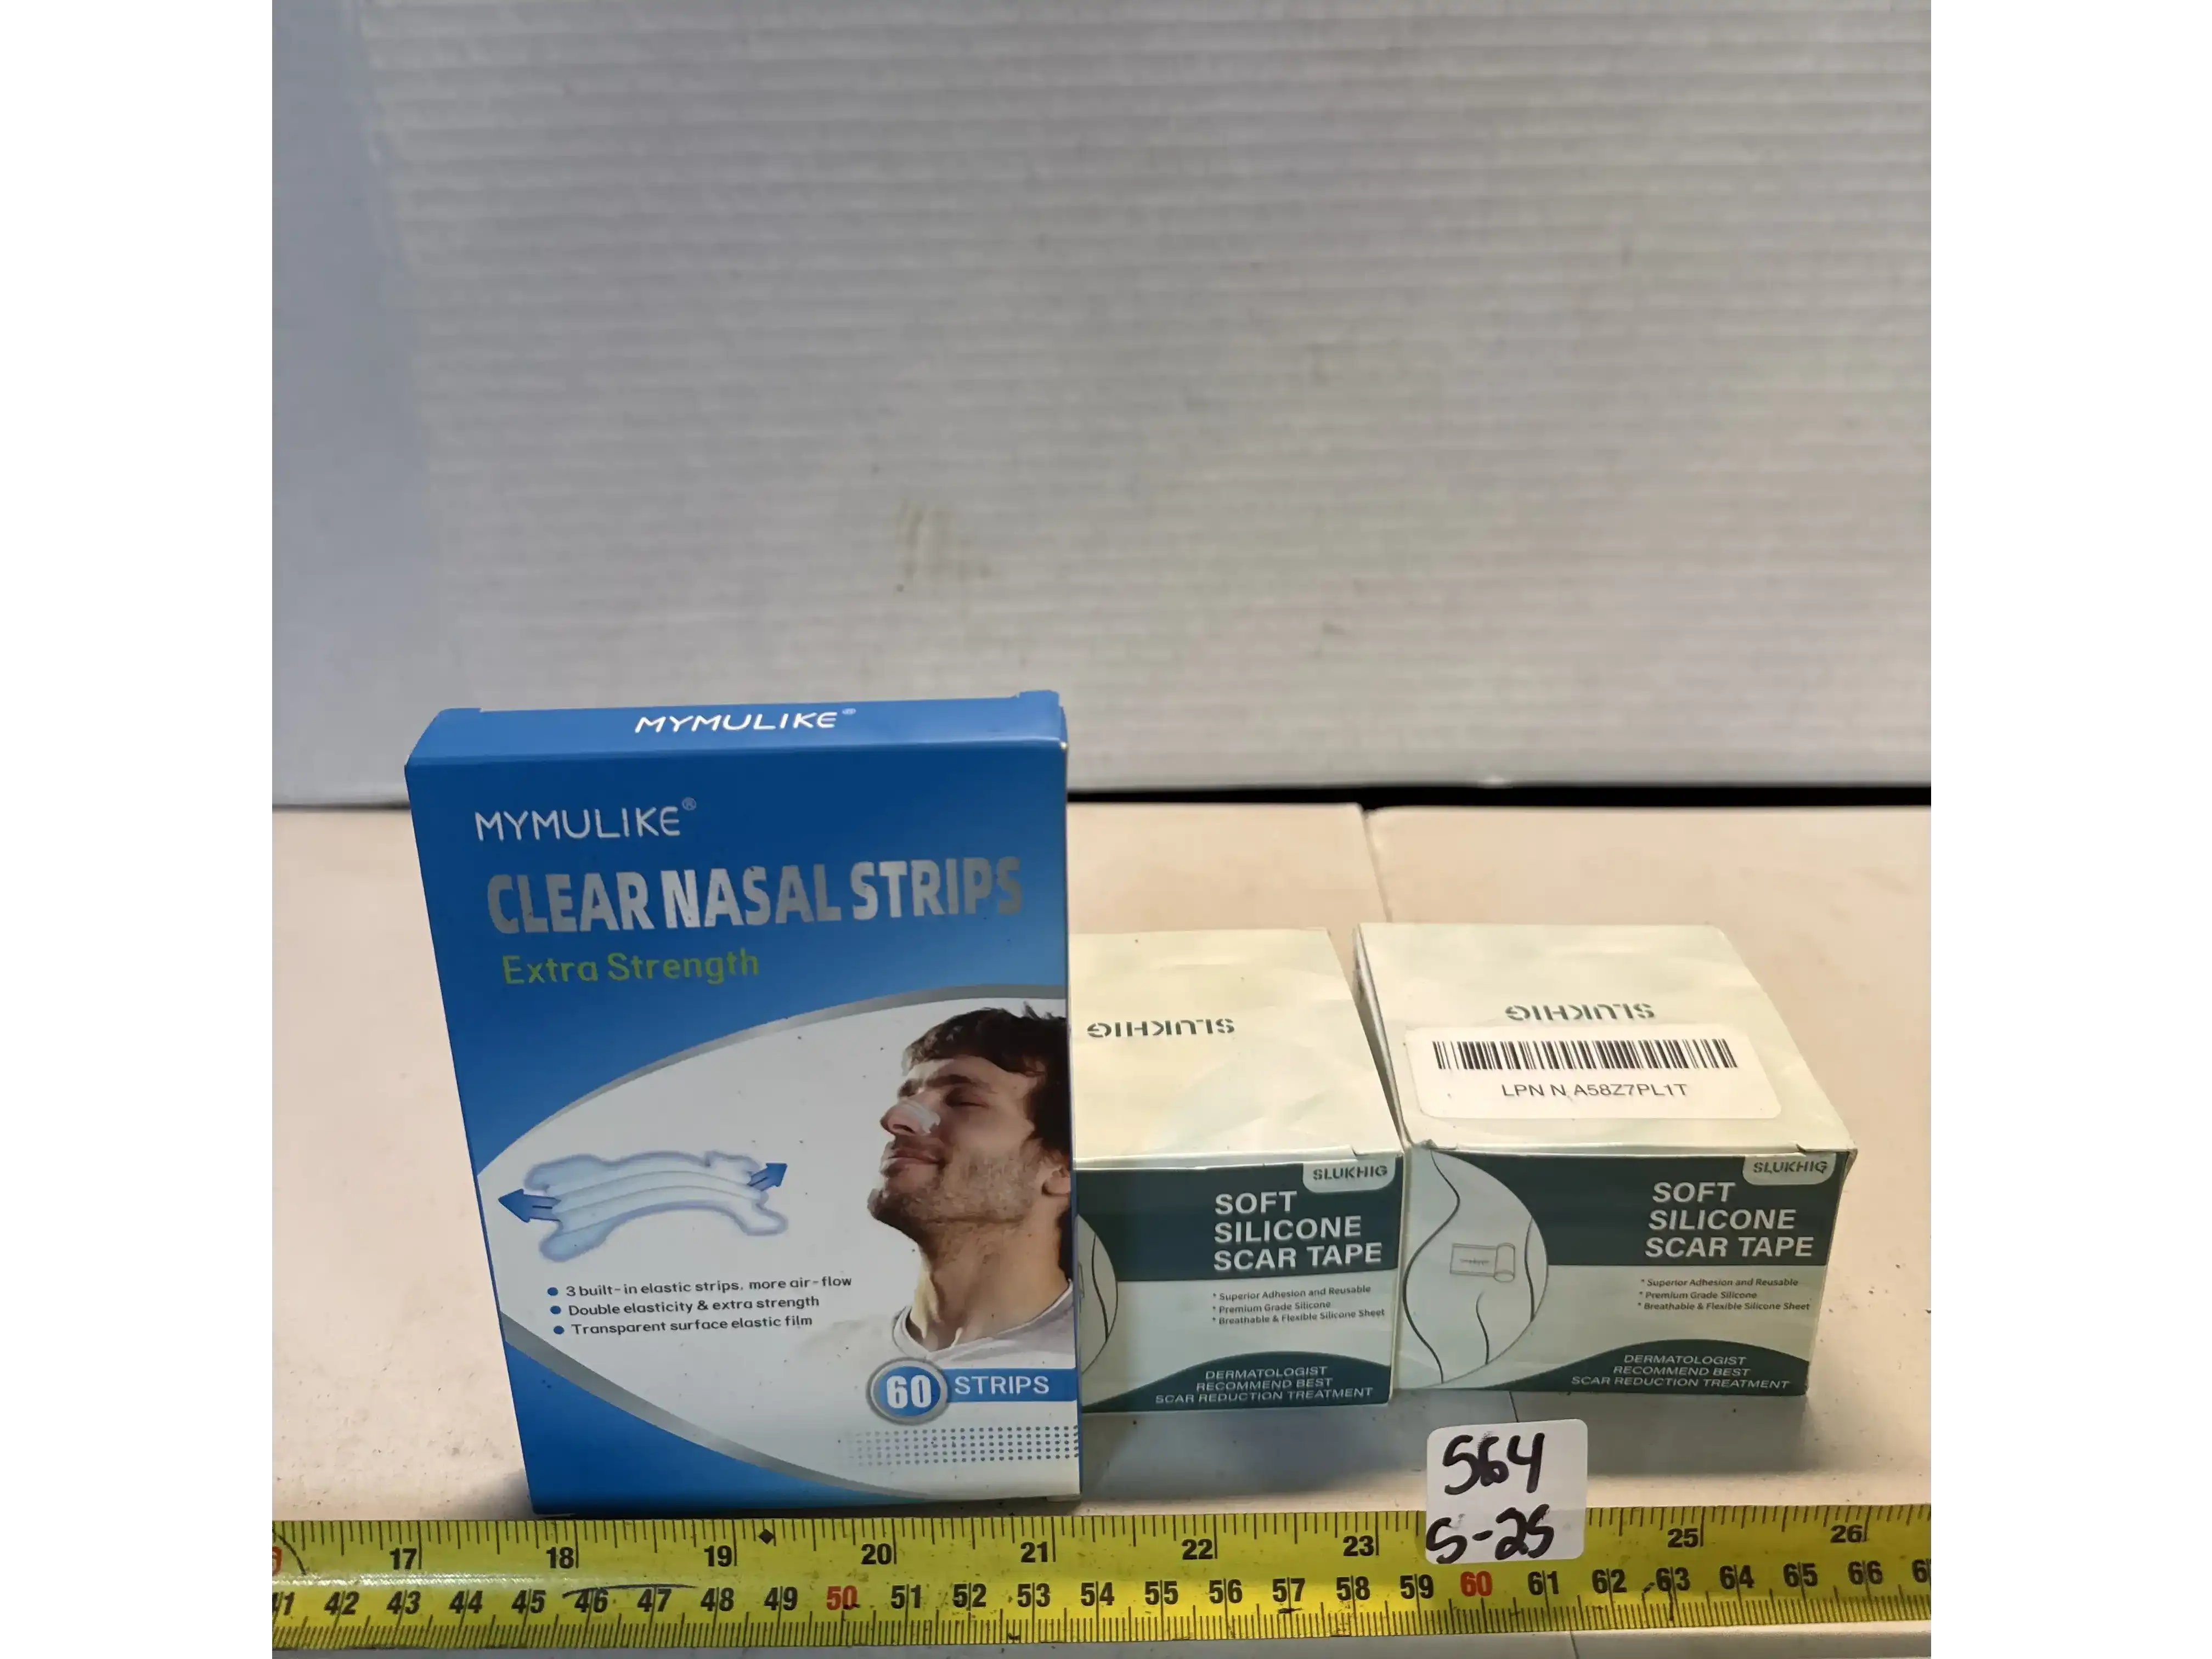 MYMULIKE®
MYMULIKE®
CLEAR NASAL STRIPS
Extra Strength
3 built-in elastic strips, more air-flow
Double elasticity & extra strength
Transparent surface elastic film
60 STRIPS
SLUKHIG
SLUKHIG
SOFT
SILICONE
SCAR TAPE
* Superior Adhesion and Reusable
* Premium Grade Silicone
* Breathable & Flexible Silicone Sheet
DERMATOLOGIST
RECOMMEND BEST
SCAR REDUCTION TREATMENT
SLUKHIG
LPN N A58Z7PL1T
SLUKHIG
SOFT
SILICONE
SCAR TAPE
* Superior Adhesion and Reusable
* Premium Grade Silicone
* Breathable & Flexible Silicone Sheet
DERMATOLOGIST
RECOMMEND BEST
SCAR REDUCTION TREATMENT
564
S-25
17 18 19 20 21 22 23 25 26
42 43 44 45 46 47 48 49 50 51 52 53 54 55 56 57 58 59 60 61 62 63 64 65 66